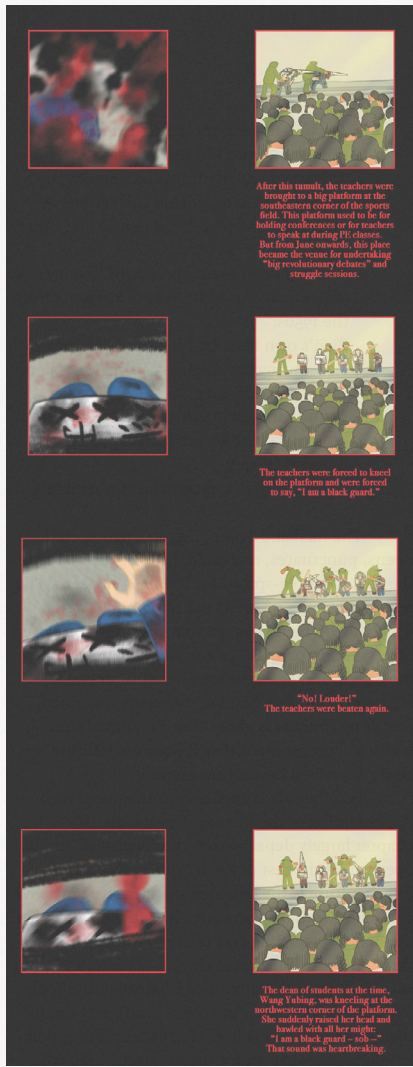 After this tumult, the teachers were
brought to a big platform at the
southeastern corner of the sports
field. This platform used to be for
holding conferences or for teachers
to speak at during PE classes.
But from June onwards, this place
became the venue for undertaking
“big revolutionary debates” and
struggle sessions.
The teachers were forced to kneel
on the platform and were forced
to say, “I am a black guard.”
“No! Louder!”
The teachers were beaten again.
The dean of students at the time,
Wang Yubing, was kneeling at the
northwestern corner of the platform.
She suddenly raised her head and
bawled with all her might:
“I am a black guard – sob --”
That sound was heartbreaking.